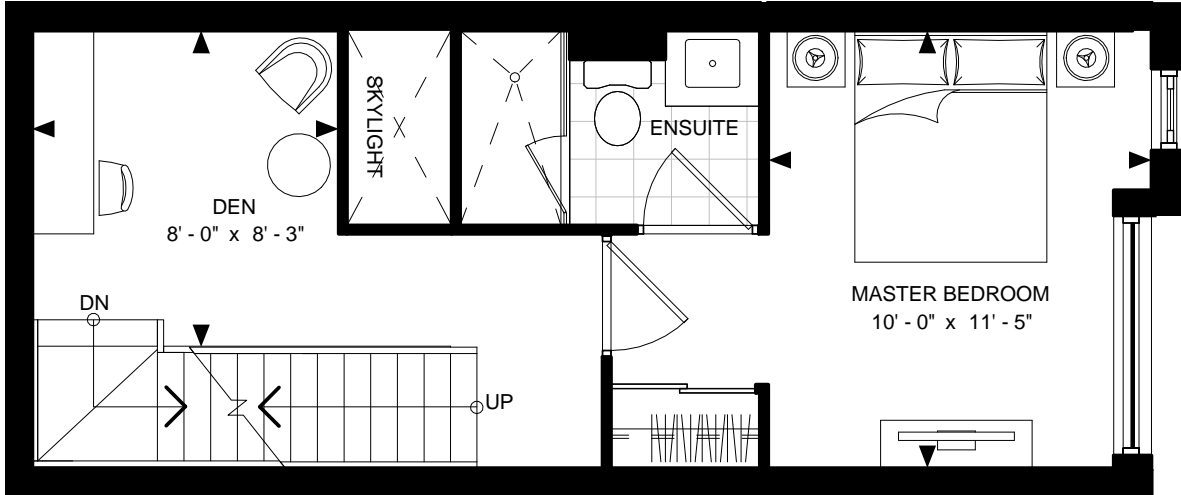 SKYLIGHT
ENSUITE
DEN
8' - 0" x 8' - 3"
MASTER BEDROOM
10' - 0" x 11' - 5"
DN
UP